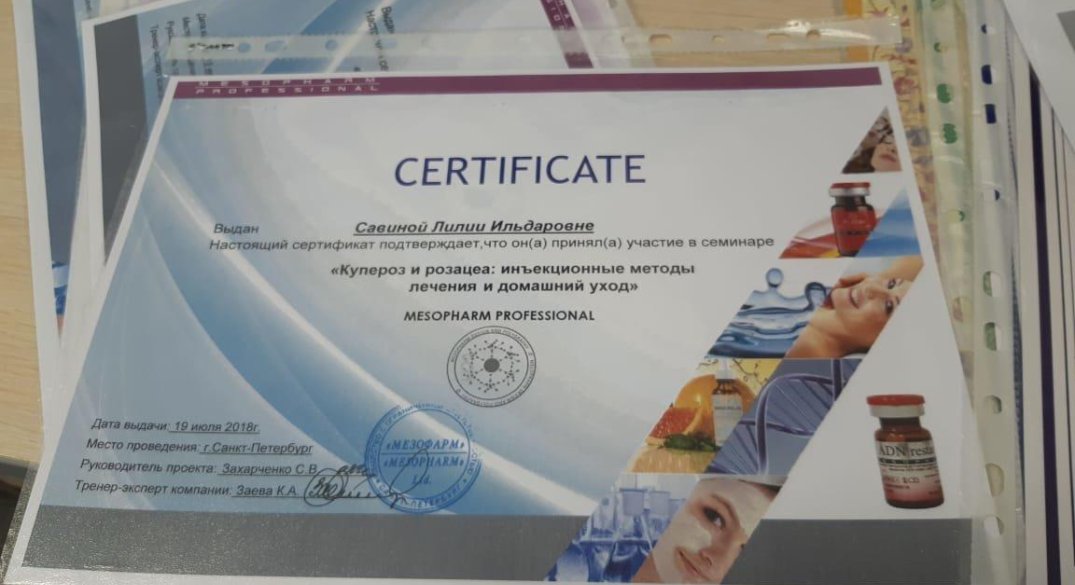 MESOPHARM
PROFESSIONAL
CERTIFICATE
Выдан Савиной Лилии Ильдаровне
Настоящий сертификат подтверждает,что он(а) принял(а) участие в семинаре
«Купероз и розацеа: инъекционные методы
лечения и домашний уход»
MESOPHARM PROFESSIONAL
Дата выдачи: 19 июля 2018г.
Место проведения: г.Санкт-Петербург
Руководитель проекта: Захарченко С.В.
Тренер-эксперт компании: Заева К.А.
«МЕЗОФАРМ»
«MESOPHARM»
Ltd.
ADN